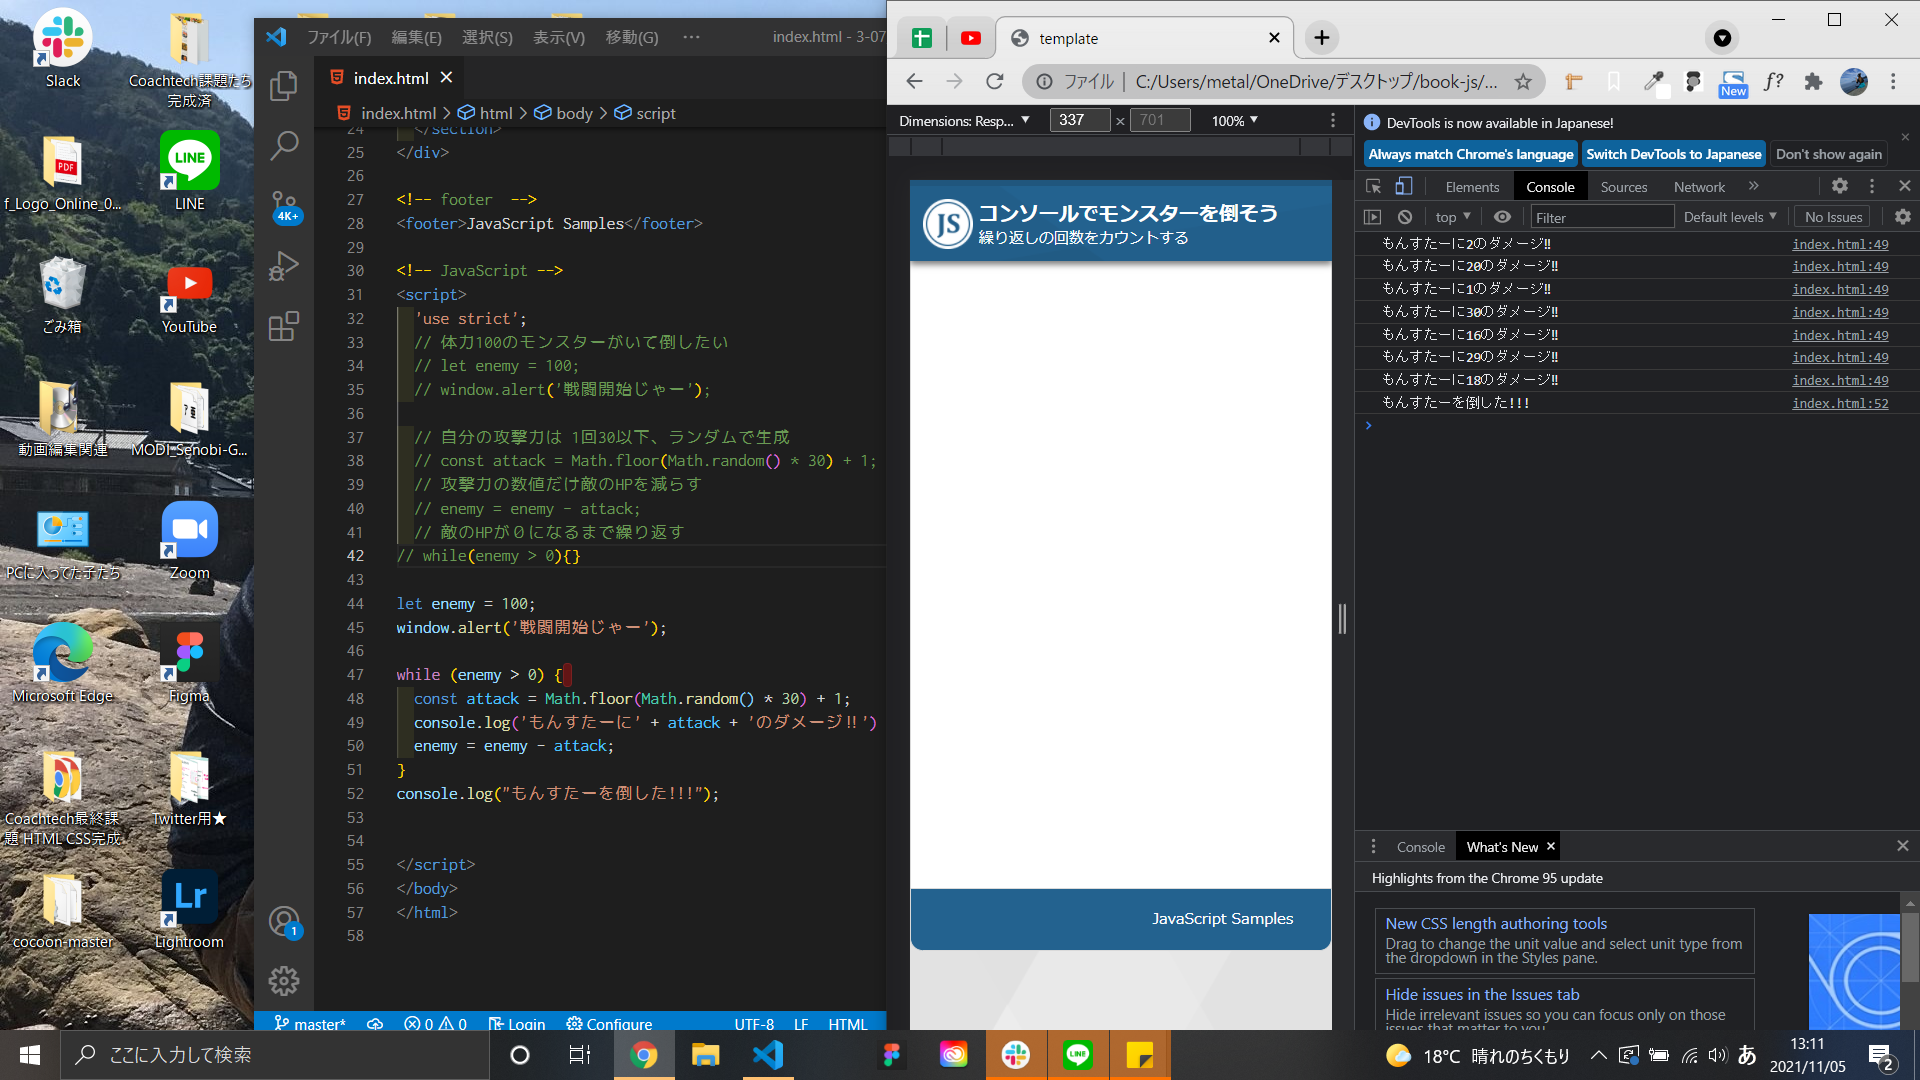 Slack
Coachtech課題たち
完成済
f_Logo_Online_0...
LINE
ごみ箱
YouTube
動画編集関連
MODI_Senobi-G...
PCに入ってた子たち
Zoom
Microsoft Edge
Figma
Coachtech最終課
題 HTML CSS完成
Twitter用★
cocoon-master
Lightroom
ファイル(F) 編集(E) 選択(S) 表示(V) 移動(G) ··· index.html - 3-07
index.html
index.html > html > body > script
4K+
1
24 </section>
25 </div>
26
27 <!-- footer  -->
28 <footer>JavaScript Samples</footer>
29
30 <!-- JavaScript -->
31 <script>
32 'use strict';
33 // 体力100のモンスターがいて倒したい
34 // let enemy = 100;
35 // window.alert('戦闘開始じゃー');
36
37 // 自分の攻撃力は 1回30以下、ランダムで生成
38 // const attack = Math.floor(Math.random() * 30) + 1;
39 // 攻撃力の数値だけ敵のHPを減らす
40 // enemy = enemy - attack;
41 // 敵のHPが０になるまで繰り返す
42 // while(enemy > 0){}
43
44 let enemy = 100;
45 window.alert('戦闘開始じゃー');
46
47 while (enemy > 0) {
48 const attack = Math.floor(Math.random() * 30) + 1;
49 console.log('もんすたーに' + attack + 'のダメージ‼')
50 enemy = enemy - attack;
51 }
52 console.log("もんすたーを倒した!!!");
53
54
55 </script>
56 </body>
57 </html>
58
master* 0 0 Login Configure UTF-8 LF HTML
template
ファイル | C:/Users/metal/OneDrive/デスクトップ/book-js/...
New
f?
Dimensions: Resp... ▼ 337 × 701 100% ▼
JS
コンソールでモンスターを倒そう
繰り返しの回数をカウントする
JavaScript Samples
DevTools is now available in Japanese!
Always match Chrome's language Switch DevTools to Japanese Don't show again
Elements Console Sources Network »
top ▼ Filter Default levels ▼ No Issues
もんすたーに2のダメージ‼ index.html:49
もんすたーに20のダメージ‼ index.html:49
もんすたーに1のダメージ‼ index.html:49
もんすたーに30のダメージ‼ index.html:49
もんすたーに16のダメージ‼ index.html:49
もんすたーに29のダメージ‼ index.html:49
もんすたーに18のダメージ‼ index.html:49
もんすたーを倒した!!! index.html:52
Console What's New
Highlights from the Chrome 95 update
New CSS length authoring tools
Drag to change the unit value and select unit type from
the dropdown in the Styles pane.
Hide issues in the Issues tab
Hide irrelevant issues so you can focus only on those
issues that matter to you
ここに入力して検索
18°C 晴れのちくもり
あ
13:11
2021/11/05
2